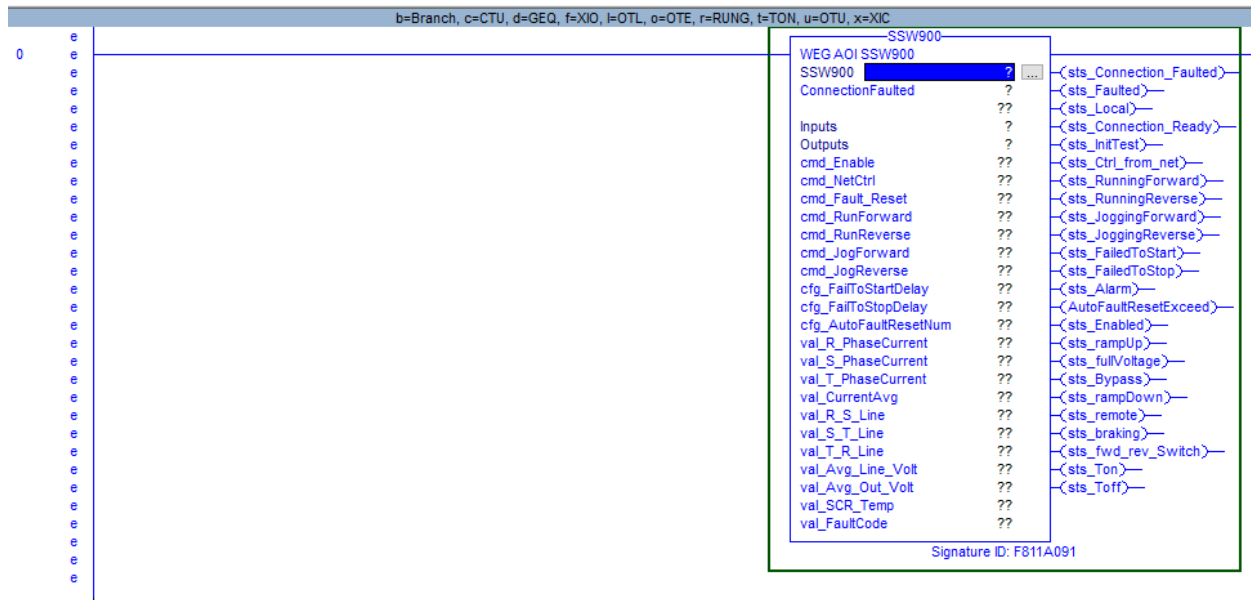 b=Branch, c=CTU, d=GEQ, f=XIO, l=OTL, o=OTE, r=RUNG, t=TON, u=OTU, x=XIC
e SSW900
0 e WEG AOI SSW900
e SSW900 ? ... (sts_Connection_Faulted)
e ConnectionFaulted ? (sts_Faulted)
e ?? (sts_Local)
e Inputs ? (sts_Connection_Ready)
e Outputs ? (sts_InitTest)
e cmd_Enable ?? (sts_Ctrl_from_net)
e cmd_NetCtrl ?? (sts_RunningForward)
e cmd_Fault_Reset ?? (sts_RunningReverse)
e cmd_RunForward ?? (sts_JoggingForward)
e cmd_RunReverse ?? (sts_JoggingReverse)
e cmd_JogForward ?? (sts_FailedToStart)
e cmd_JogReverse ?? (sts_FailedToStop)
e cfg_FailToStartDelay ?? (sts_Alarm)
e cfg_FailToStopDelay ?? (AutoFaultResetExceed)
e cfg_AutoFaultResetNum ?? (sts_Enabled)
e val_R_PhaseCurrent ?? (sts_rampUp)
e val_S_PhaseCurrent ?? (sts_fullVoltage)
e val_T_PhaseCurrent ?? (sts_Bypass)
e val_CurrentAvg ?? (sts_rampDown)
e val_R_S_Line ?? (sts_remote)
e val_S_T_Line ?? (sts_braking)
e val_T_R_Line ?? (sts_fwd_rev_Switch)
e val_Avg_Line_Volt ?? (sts_Ton)
e val_Avg_Out_Volt ?? (sts_Toff)
e val_SCR_Temp ??
e val_FaultCode ??
e
e Signature ID: F811A091
e